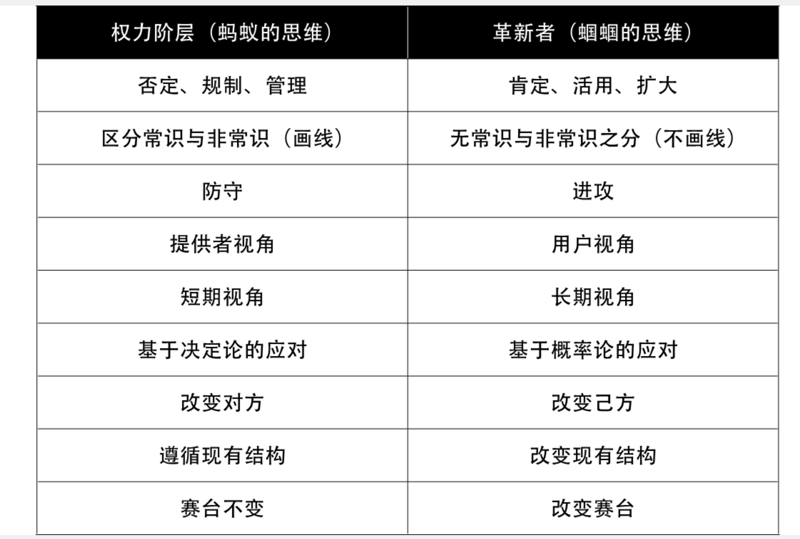 权力阶层（蚂蚁的思维） 革新者（蝈蝈的思维）
否定、规制、管理 肯定、活用、扩大
区分常识与非常识（画线） 无常识与非常识之分（不画线）
防守 进攻
提供者视角 用户视角
短期视角 长期视角
基于决定论的应对 基于概率论的应对
改变对方 改变己方
遵循现有结构 改变现有结构
赛台不变 改变赛台